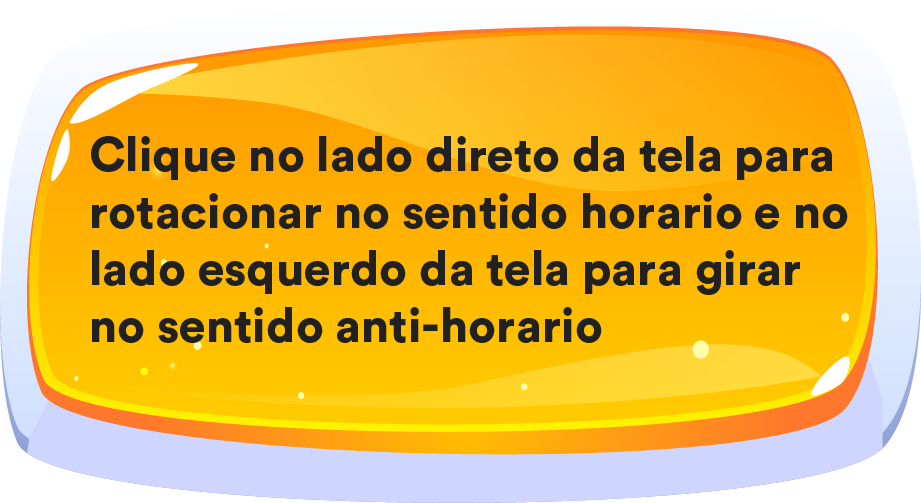 Clique no lado direto da tela para
rotacionar no sentido horario e no
lado esquerdo da tela para girar
no sentido anti-horario